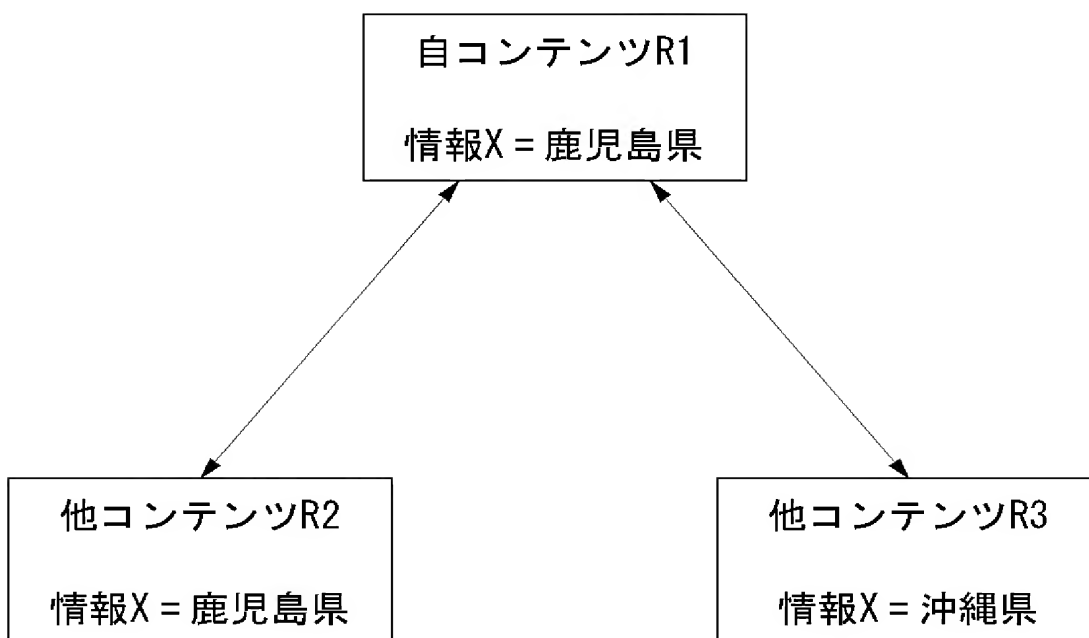 自コンテンツR1
情報X = 鹿児島県
他コンテンツR2
情報X = 鹿児島県
他コンテンツR3
情報X = 沖縄県